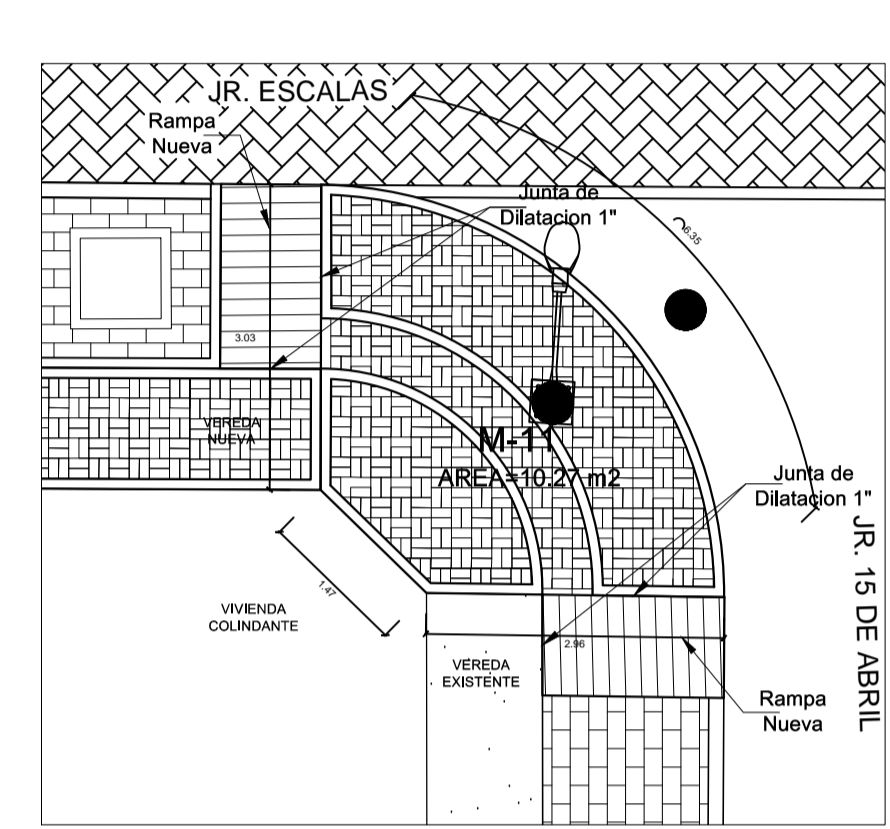 JR. ESCALAS
Rampa
Nueva
Junta de
Dilatacion 1"
6.35
3.03
VEREDA
NUEVA
M-11
AREA=10.27 m2
Junta de
Dilatacion 1"
JR. 15 DE ABRIL
1.47
VIVIENDA
COLINDANTE
2.96
VEREDA
EXISTENTE
Rampa
Nueva